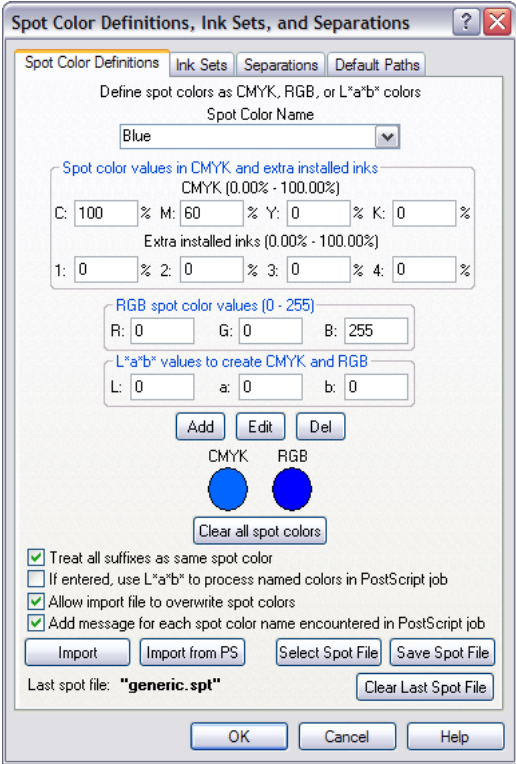 Spot Color Definitions, Ink Sets, and Separations ?
Spot Color Definitions Ink Sets Separations Default Paths
Define spot colors as CMYK, RGB, or L*a*b* colors
Spot Color Name
Blue
Spot color values in CMYK and extra installed inks
CMYK (0.00% - 100.00%)
C: 100 % M: 60 % Y: 0 % K: 0 %
Extra installed inks (0.00% - 100.00%)
1: 0 % 2: 0 % 3: 0 % 4: 0 %
RGB spot color values (0 - 255)
R: 0 G: 0 B: 255
L*a*b* values to create CMYK and RGB
L: 0 a: 0 b: 0
Add Edit Del
CMYK RGB
Clear all spot colors
Treat all suffixes as same spot color
If entered, use L*a*b* to process named colors in PostScript job
Allow import file to overwrite spot colors
Add message for each spot color name encountered in PostScript job
Import Import from PS Select Spot File Save Spot File
Last spot file: "generic.spt" Clear Last Spot File
OK Cancel Help